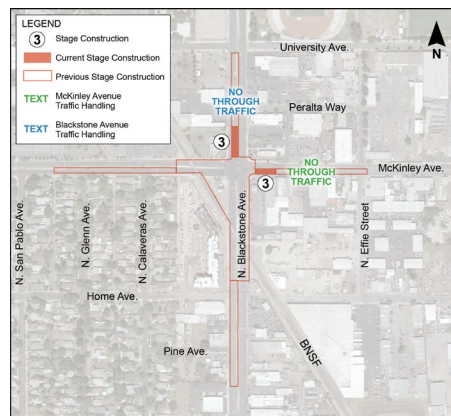 LEGEND
3 Stage Construction
Current Stage Construction
Previous Stage Construction
TEXT McKinley Avenue
Traffic Handling
TEXT Blackstone Avenue
Traffic Handling
University Ave.
N
NO
THROUGH
TRAFFIC
Peralta Way
3
NO
THROUGH
TRAFFIC
McKinley Ave.
3
N. San Pablo Ave.
N. Glenn Ave.
N. Calaveras Ave.
N. Blackstone Ave.
N. Effie Street
Home Ave.
Pine Ave.
BNSF